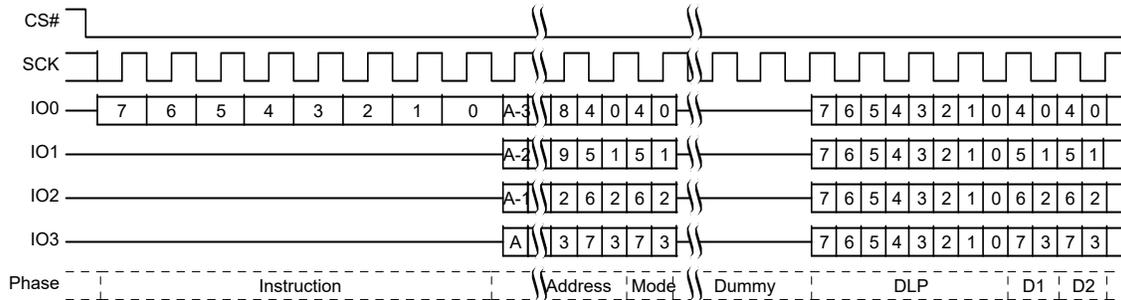 CS#
SCK
IO0 7 6 5 4 3 2 1 0 A-3 8 4 0 4 0 7 6 5 4 3 2 1 0 4 0 4 0
IO1 A-2 9 5 1 5 1 7 6 5 4 3 2 1 0 5 1 5 1
IO2 A-1 2 6 2 6 2 7 6 5 4 3 2 1 0 6 2 6 2
IO3 A 3 7 3 7 3 7 6 5 4 3 2 1 0 7 3 7 3
Phase Instruction Address Mode Dummy DLP D1 D2